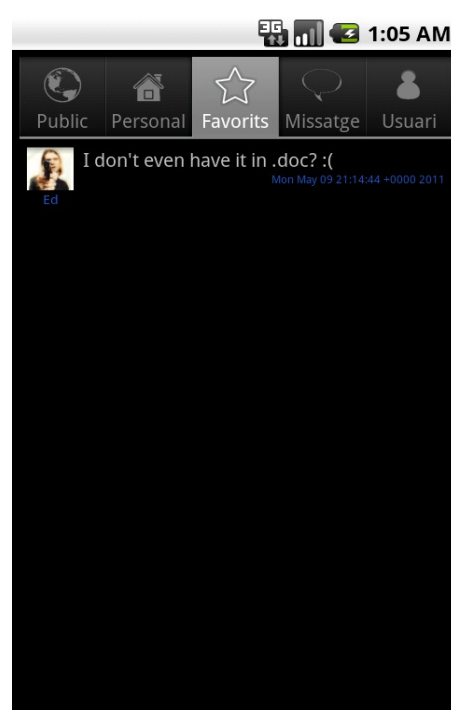 3G 1:05 AM
Public Personal Favorits Missatge Usuari
I don't even have it in .doc? :(
Mon May 09 21:14:44 +0000 2011
Ed